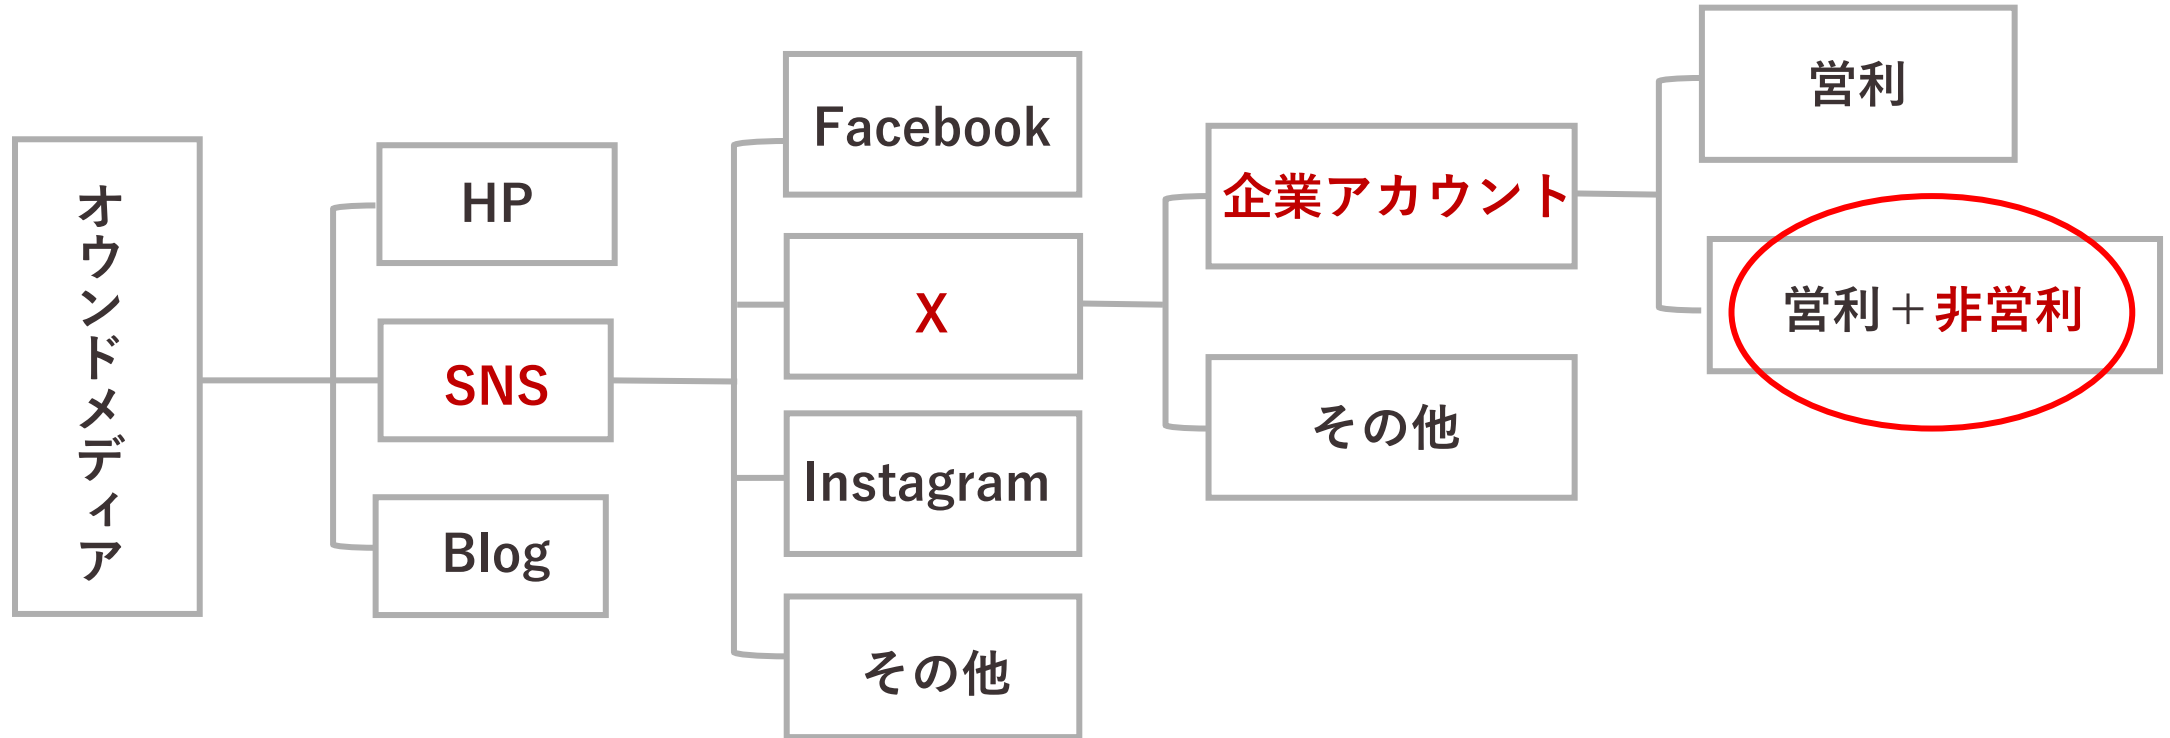 オウンドメディア
HP
SNS
Blog
Facebook
X
Instagram
その他
企業アカウント
その他
営利
営利+非営利